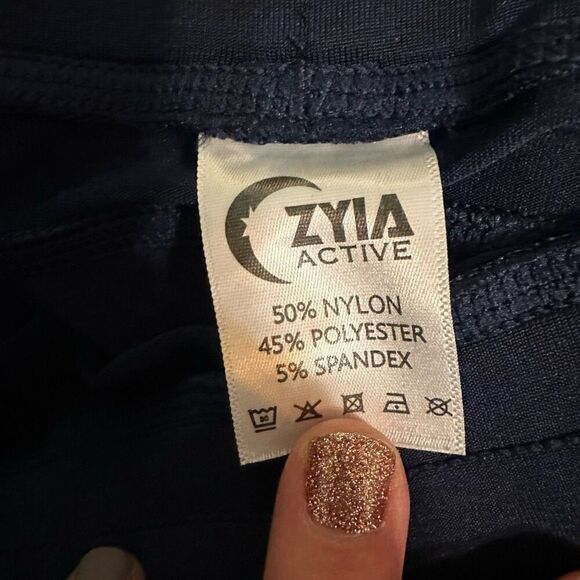 ZYIA
ACTIVE
50% NYLON
45% POLYESTER
5% SPANDEX